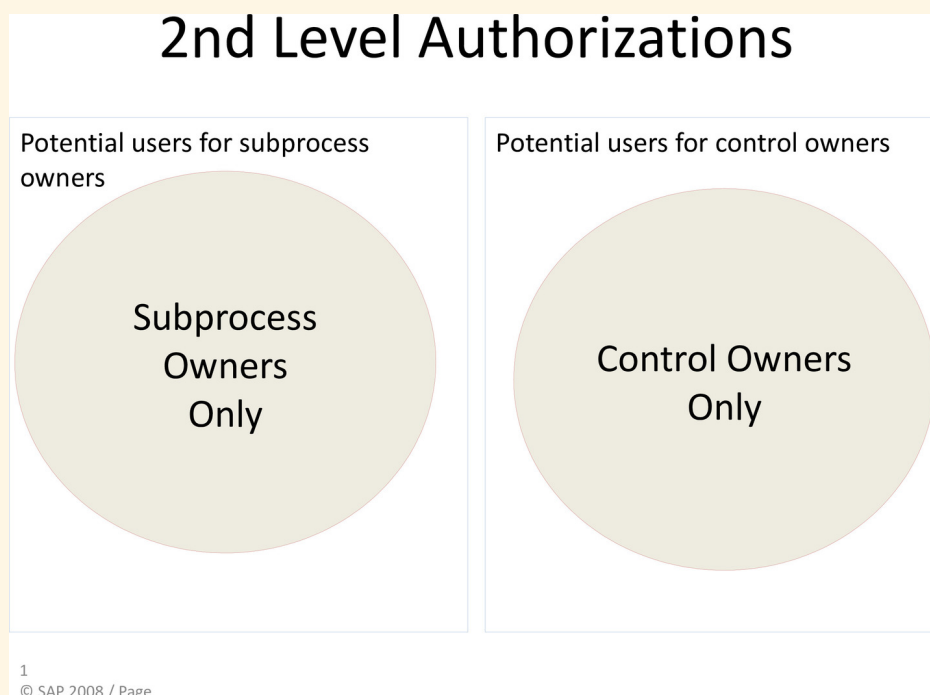 2nd Level Authorizations
Potential users for subprocess
owners
Subprocess
Owners
Only
Potential users for control owners
Control Owners
Only
1
© SAP 2008 / Page